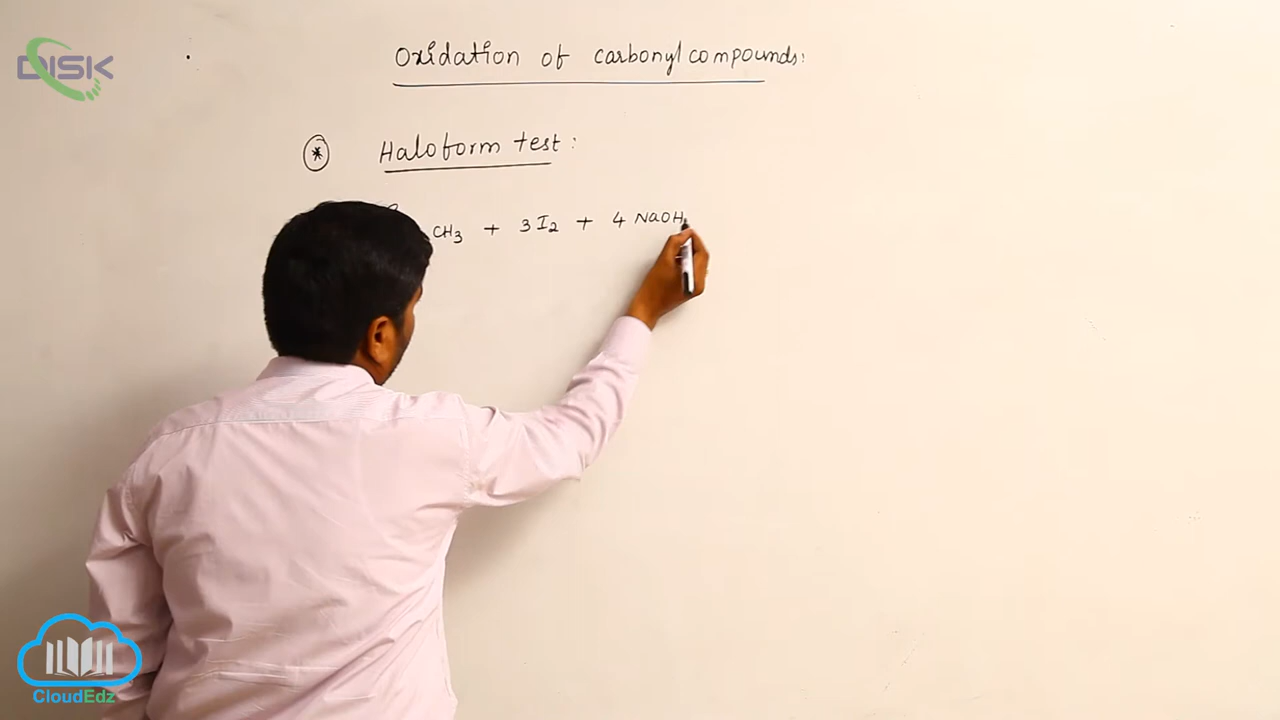 DISK
Oxidation of carbonyl compounds:
* Haloform test:
CH3 + 3 I2 + 4 NaOH
CloudEdz